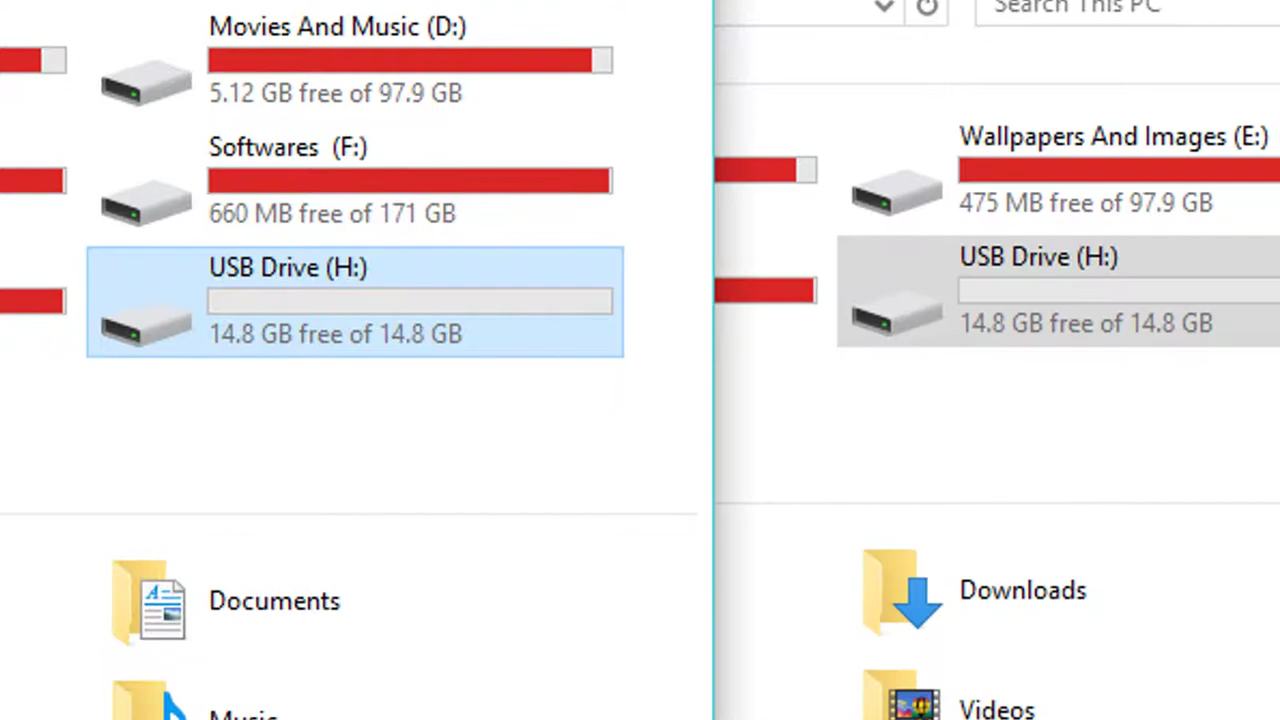 Movies And Music (D:)
5.12 GB free of 97.9 GB
Softwares (F:)
660 MB free of 171 GB
USB Drive (H:)
14.8 GB free of 14.8 GB
Documents
Music
Search This PC
Wallpapers And Images (E:)
475 MB free of 97.9 GB
USB Drive (H:)
14.8 GB free of 14.8 GB
Downloads
Videos